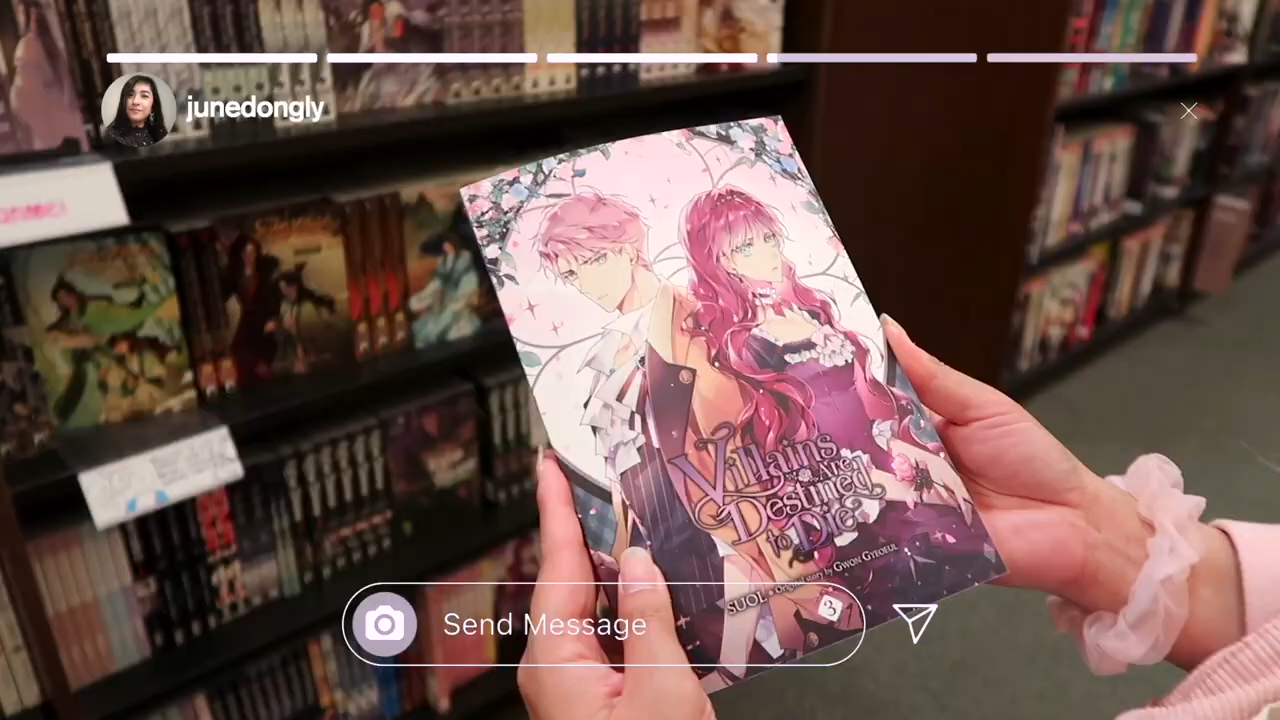 junedongly
Villains
Are
Destined
to Die
SUOL • Original story by GWON GYEOEUL
3
Send Message